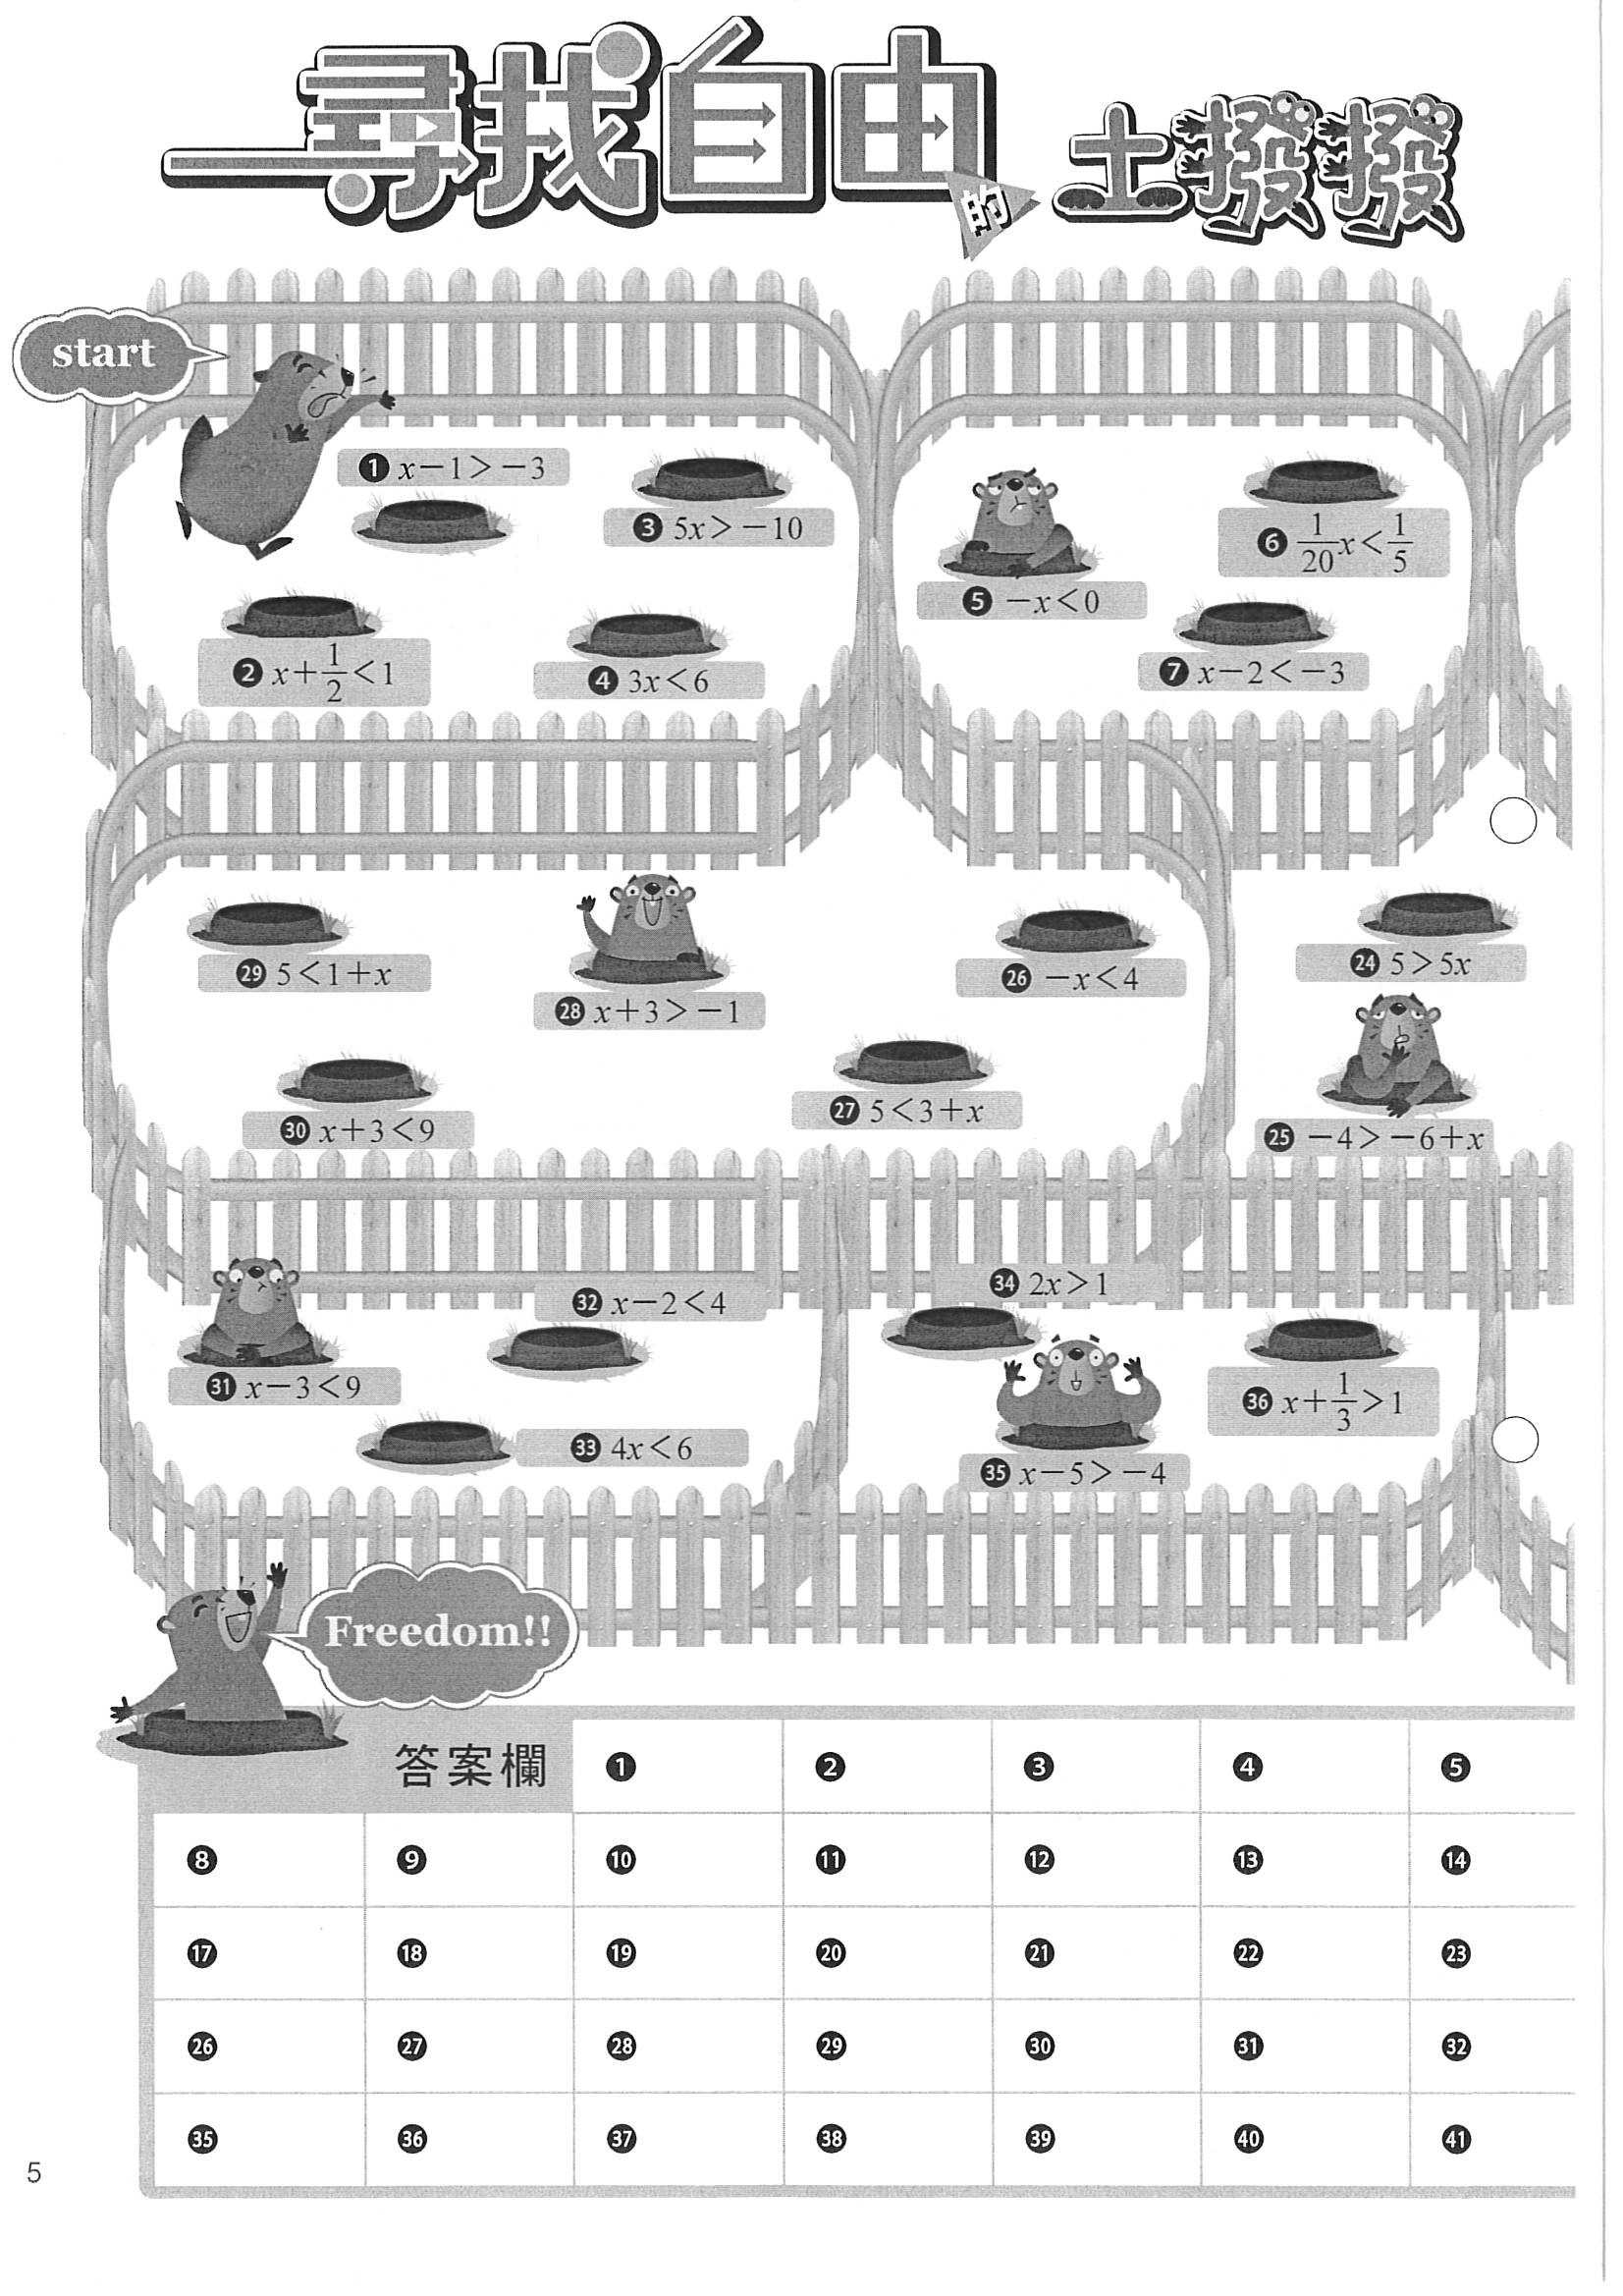 尋找自由的土撥撥
start
❶ x－1＞－3
❸ 5x＞－10
❷ x＋1/2＜1
❹ 3x＜6
❺ －x＜0
❻ 1/20x＜1/5
❼ x－2＜－3
㉙ 5＜1＋x
㉘ x＋3＞－1
㉖ －x＜4
㉔ 5＞5x
㉚ x＋3＜9
㉗ 5＜3＋x
㉕ －4＞－6＋x
㉛ x－3＜9
㉜ x－2＜4
㉝ 4x＜6
㉞ 2x＞1
㉟ x－5＞－4
㊱ x＋1/3＞1
Freedom!!
答案欄 ❶ ❷ ❸ ❹ ❺
❽ ❾ ❿ ⓫ ⓬ ⓭ ⓮
⓱ ⓲ ⓳ ⓴ ㉑ ㉒ ㉓
㉖ ㉗ ㉘ ㉙ ㉚ ㉛ ㉜
㉟ ㊱ ㊲ ㊳ ㊴ ㊵ ㊶
5